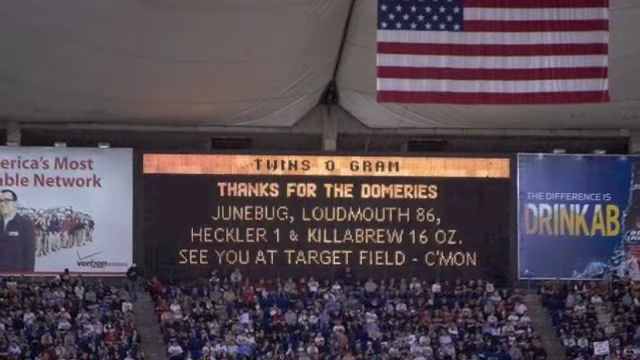 TWINS O GRAM
THANKS FOR THE DOMERIES
JUNEBUG, LOUDMOUTH 86,
HECKLER 1 & KILLABREW 16 OZ.
SEE YOU AT TARGET FIELD - C'MON
erica's Most
able Network
verizon
THE DIFFERENCE IS
DRINKAB